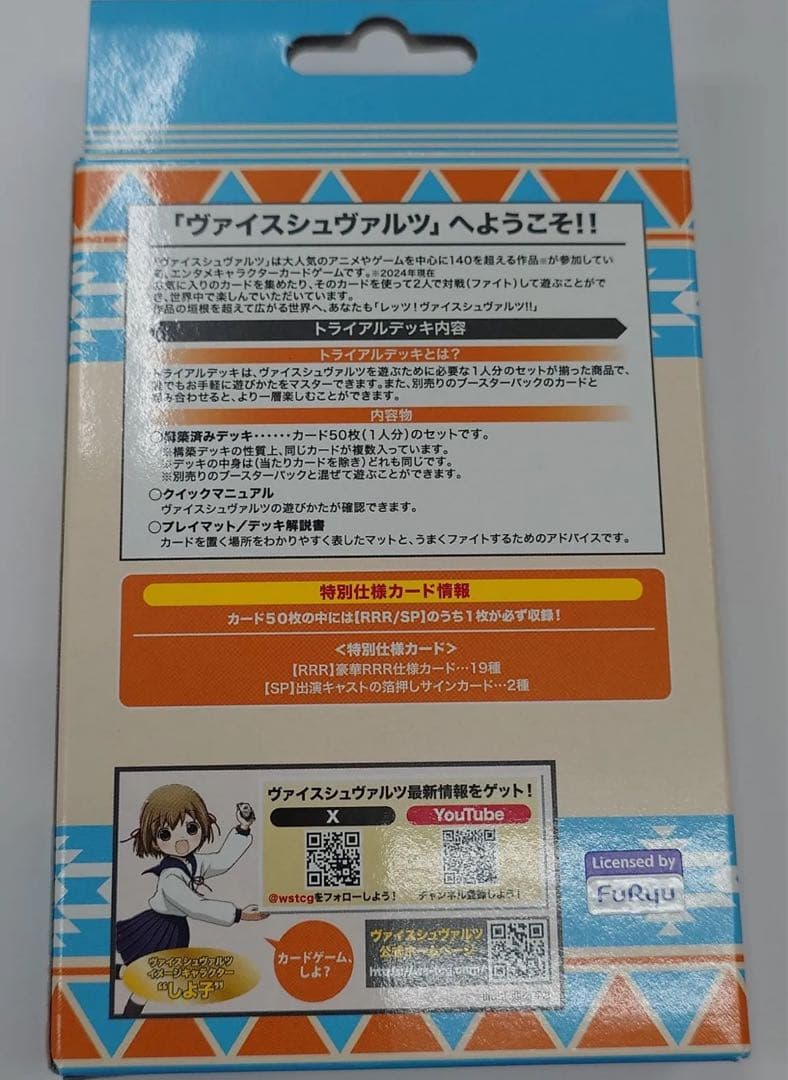 「ヴァイスシュヴァルツ」へようこそ!!
「ヴァイスシュヴァルツ」は大人気のアニメやゲームを中心に140を超える作品※が参加してい
る、エンタメキャラクターカードゲームです。※2024年現在
お気に入りのカードを集めたり、そのカードを使って2人で対戦(ファイト)して遊ぶことがで
き、世界中で楽しんでいただいています。
作品の垣根を超えて広がる世界へ、あなたも「レッツ!ヴァイスシュヴァルツ!!」
トライアルデッキ内容
トライアルデッキとは?
トライアルデッキは、ヴァイスシュヴァルツを遊ぶために必要な1人分のセットが揃った商品で、
誰でもお手軽に遊びかたをマスターできます。また、別売りのブースターパックのカードと
組み合わせると、より一層楽しむことができます。
内容物
○構築済みデッキ‥‥‥カード50枚(1人分)のセットです。
※構築デッキの性質上、同じカードが複数入っています。
※デッキの中身は(当たりカードを除き)どれも同じです。
※別売りのブースターパックと混ぜて遊ぶことができます。
○クイックマニュアル
ヴァイスシュヴァルツの遊びかたが確認できます。
○プレイマット/デッキ解説書
カードを置く場所をわかりやすく表したマットと、うまくファイトするためのアドバイスです。
特別仕様カード情報
カード50枚の中には【RRR/SP】のうち1枚が必ず収録!
<特別仕様カード>
【RRR】豪華RRR仕様カード…19種
【SP】出演キャストの箔押しサインカード…2種
ヴァイスシュヴァルツ最新情報をゲット!
X
YouTube
@wstcgをフォローしよう!
チャンネル登録しよう!
Licensed by
FuRyu
ヴァイスシュヴァルツ
公式ホームページ
https://ws-tcg.com/
カードゲーム、
しよ?
ヴァイスシュヴァルツ
イメージキャラクター
"しよ子"